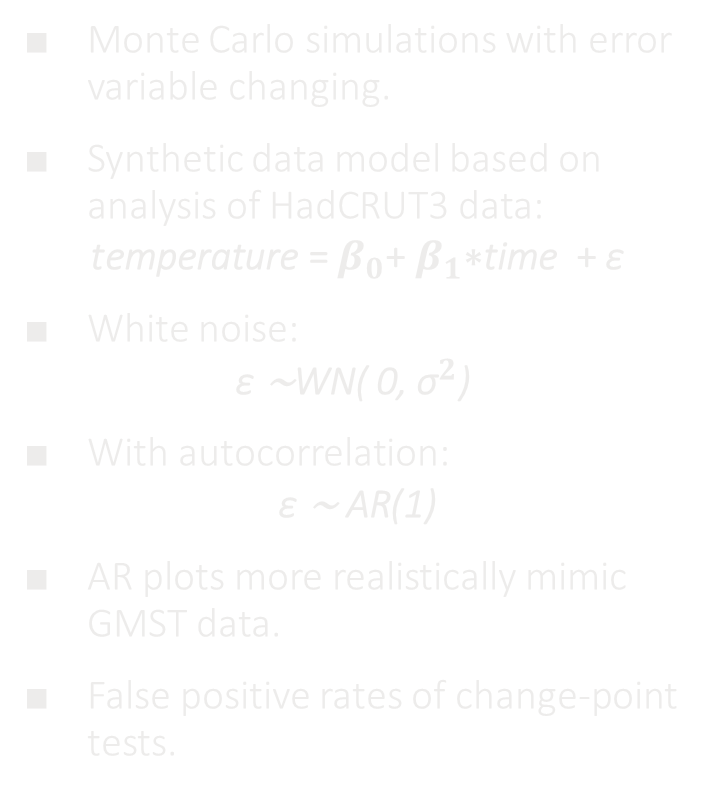 ■ Monte Carlo simulations with error
variable changing.
■ Synthetic data model based on
analysis of HadCRUT3 data:
temperature = β₀+ β₁*time + ε
■ White noise:
ε ~WN( 0, σ²)
■ With autocorrelation:
ε ~ AR(1)
■ AR plots more realistically mimic
GMST data.
■ False positive rates of change-point
tests.